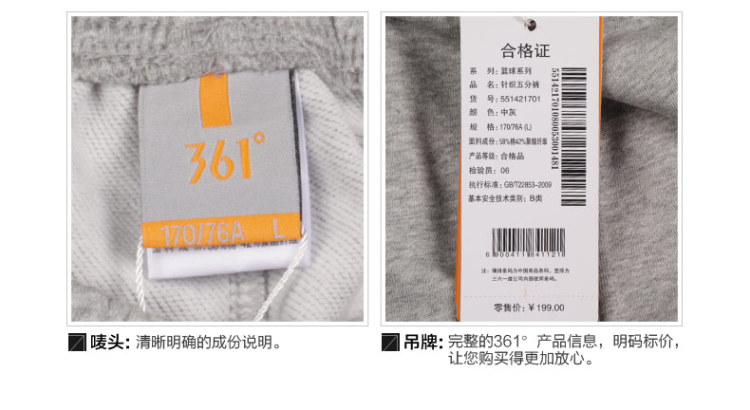 361°
170/76A L
合格证
系 列: 篮球系列
品 名: 针织五分裤
货 号: 551421701
颜 色: 中灰
规 格: 170/76A (L)
面料成份: 58%棉42%聚酯纤维
产品等级: 合格品
检验员: 06
执行标准: GB/T22853-2009
基本安全技术类别: B类
5514217010800053001481
注:
零售价: ¥ 199.00
唛头: 清晰明确的成份说明。
吊牌: 完整的361° 产品信息, 明码标价,
让您购买得更加放心。